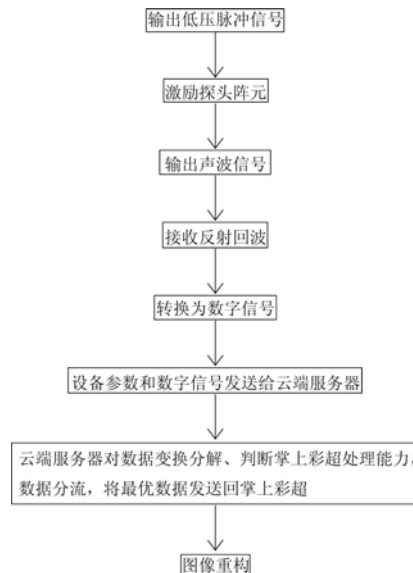 输出低压脉冲信号
激励探头阵元
输出声波信号
接收反射回波
转换为数字信号
设备参数和数字信号发送给云端服务器
云端服务器对数据变换分解、判断掌上彩超处理能力，
数据分流，将最优数据发送回掌上彩超
图像重构